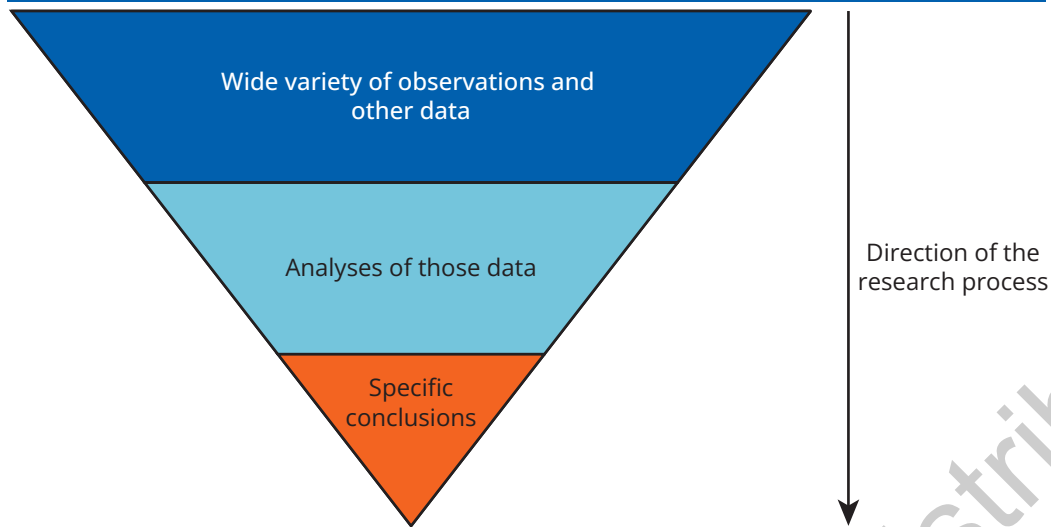 Wide variety of observations and
other data
Analyses of those data
Direction of the
research process
Specific
conclusions